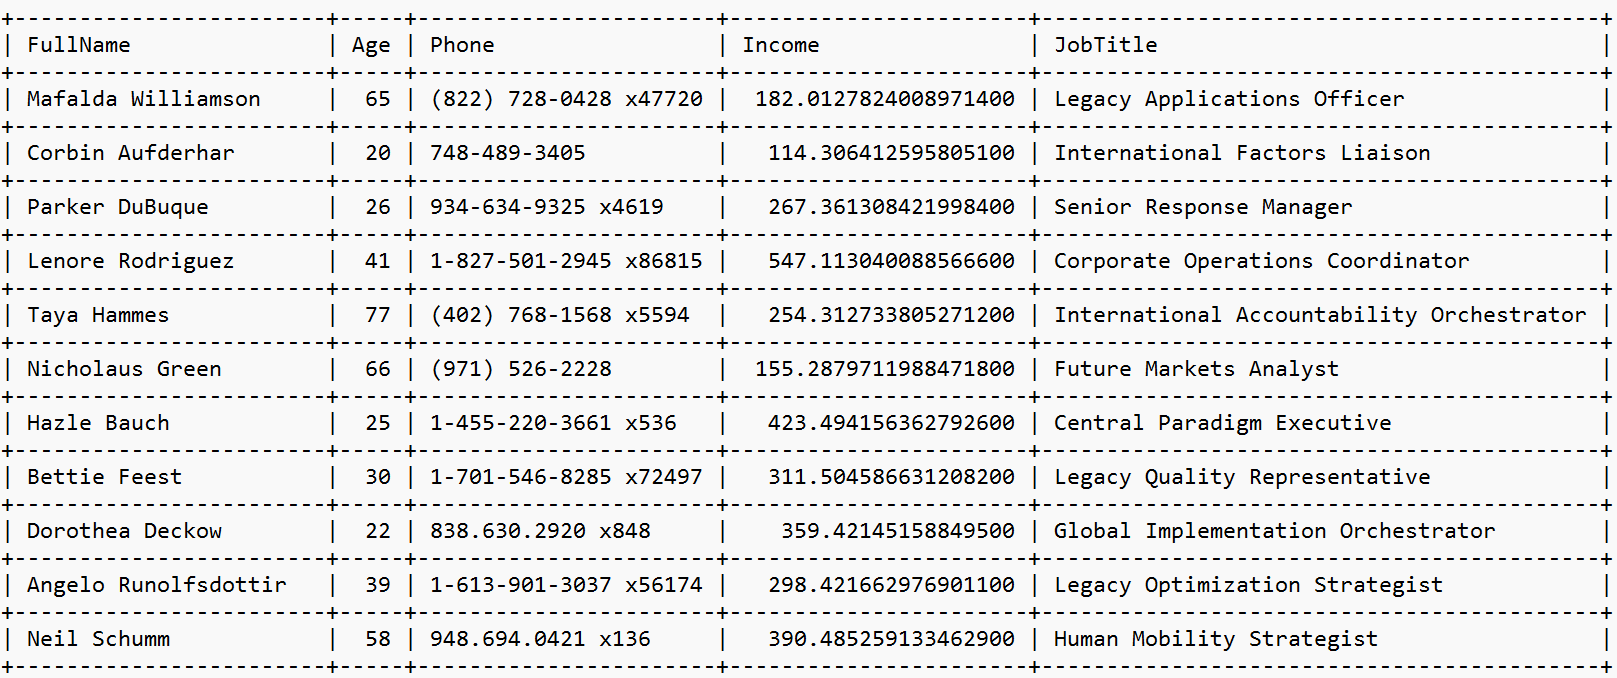 +------------------------+-----+-----------------------+-----------------------+-------------------------------------------+
| FullName               | Age | Phone                 | Income                | JobTitle                                  |
+------------------------+-----+-----------------------+-----------------------+-------------------------------------------+
| Mafalda Williamson     |  65 | (822) 728-0428 x47720 |  182.0127824008971400 | Legacy Applications Officer               |
+------------------------+-----+-----------------------+-----------------------+-------------------------------------------+
| Corbin Aufderhar       |  20 | 748-489-3405          |   114.306412595805100 | International Factors Liaison             |
+------------------------+-----+-----------------------+-----------------------+-------------------------------------------+
| Parker DuBuque         |  26 | 934-634-9325 x4619    |   267.361308421998400 | Senior Response Manager                   |
+------------------------+-----+-----------------------+-----------------------+-------------------------------------------+
| Lenore Rodriguez       |  41 | 1-827-501-2945 x86815 |   547.113040088566600 | Corporate Operations Coordinator          |
+------------------------+-----+-----------------------+-----------------------+-------------------------------------------+
| Taya Hammes            |  77 | (402) 768-1568 x5594  |   254.312733805271200 | International Accountability Orchestrator |
+------------------------+-----+-----------------------+-----------------------+-------------------------------------------+
| Nicholaus Green        |  66 | (971) 526-2228        |  155.2879711988471800 | Future Markets Analyst                    |
+------------------------+-----+-----------------------+-----------------------+-------------------------------------------+
| Hazle Bauch            |  25 | 1-455-220-3661 x536   |   423.494156362792600 | Central Paradigm Executive                |
+------------------------+-----+-----------------------+-----------------------+-------------------------------------------+
| Bettie Feest           |  30 | 1-701-546-8285 x72497 |   311.504586631208200 | Legacy Quality Representative             |
+------------------------+-----+-----------------------+-----------------------+-------------------------------------------+
| Dorothea Deckow        |  22 | 838.630.2920 x848     |    359.42145158849500 | Global Implementation Orchestrator        |
+------------------------+-----+-----------------------+-----------------------+-------------------------------------------+
| Angelo Runolfsdottir   |  39 | 1-613-901-3037 x56174 |   298.421662976901100 | Legacy Optimization Strategist            |
+------------------------+-----+-----------------------+-----------------------+-------------------------------------------+
| Neil Schumm            |  58 | 948.694.0421 x136     |   390.485259133462900 | Human Mobility Strategist                 |
+------------------------+-----+-----------------------+-----------------------+-------------------------------------------+